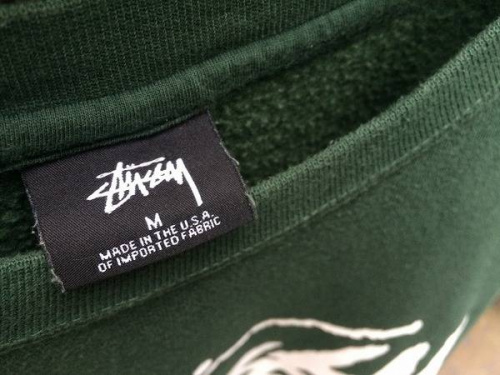 Stüssy
M
MADE IN THE U.S.A.
OF IMPORTED FABRIC